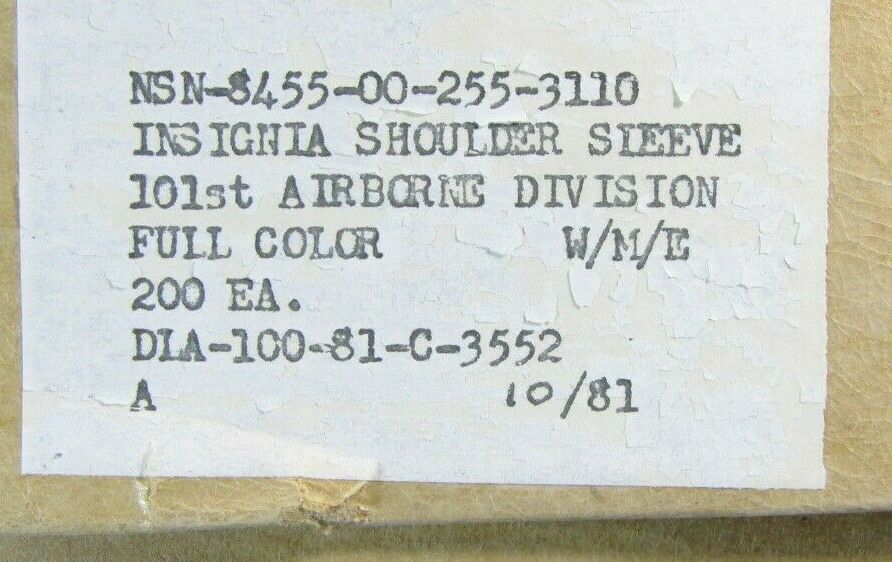 NSN-8455-00-255-3110
INSIGNIA SHOULDER SLEEVE
101st AIRBORNE DIVISION
FULL COLOR W/M/E
200 EA.
DLA-100-81-C-3552
A 10/81